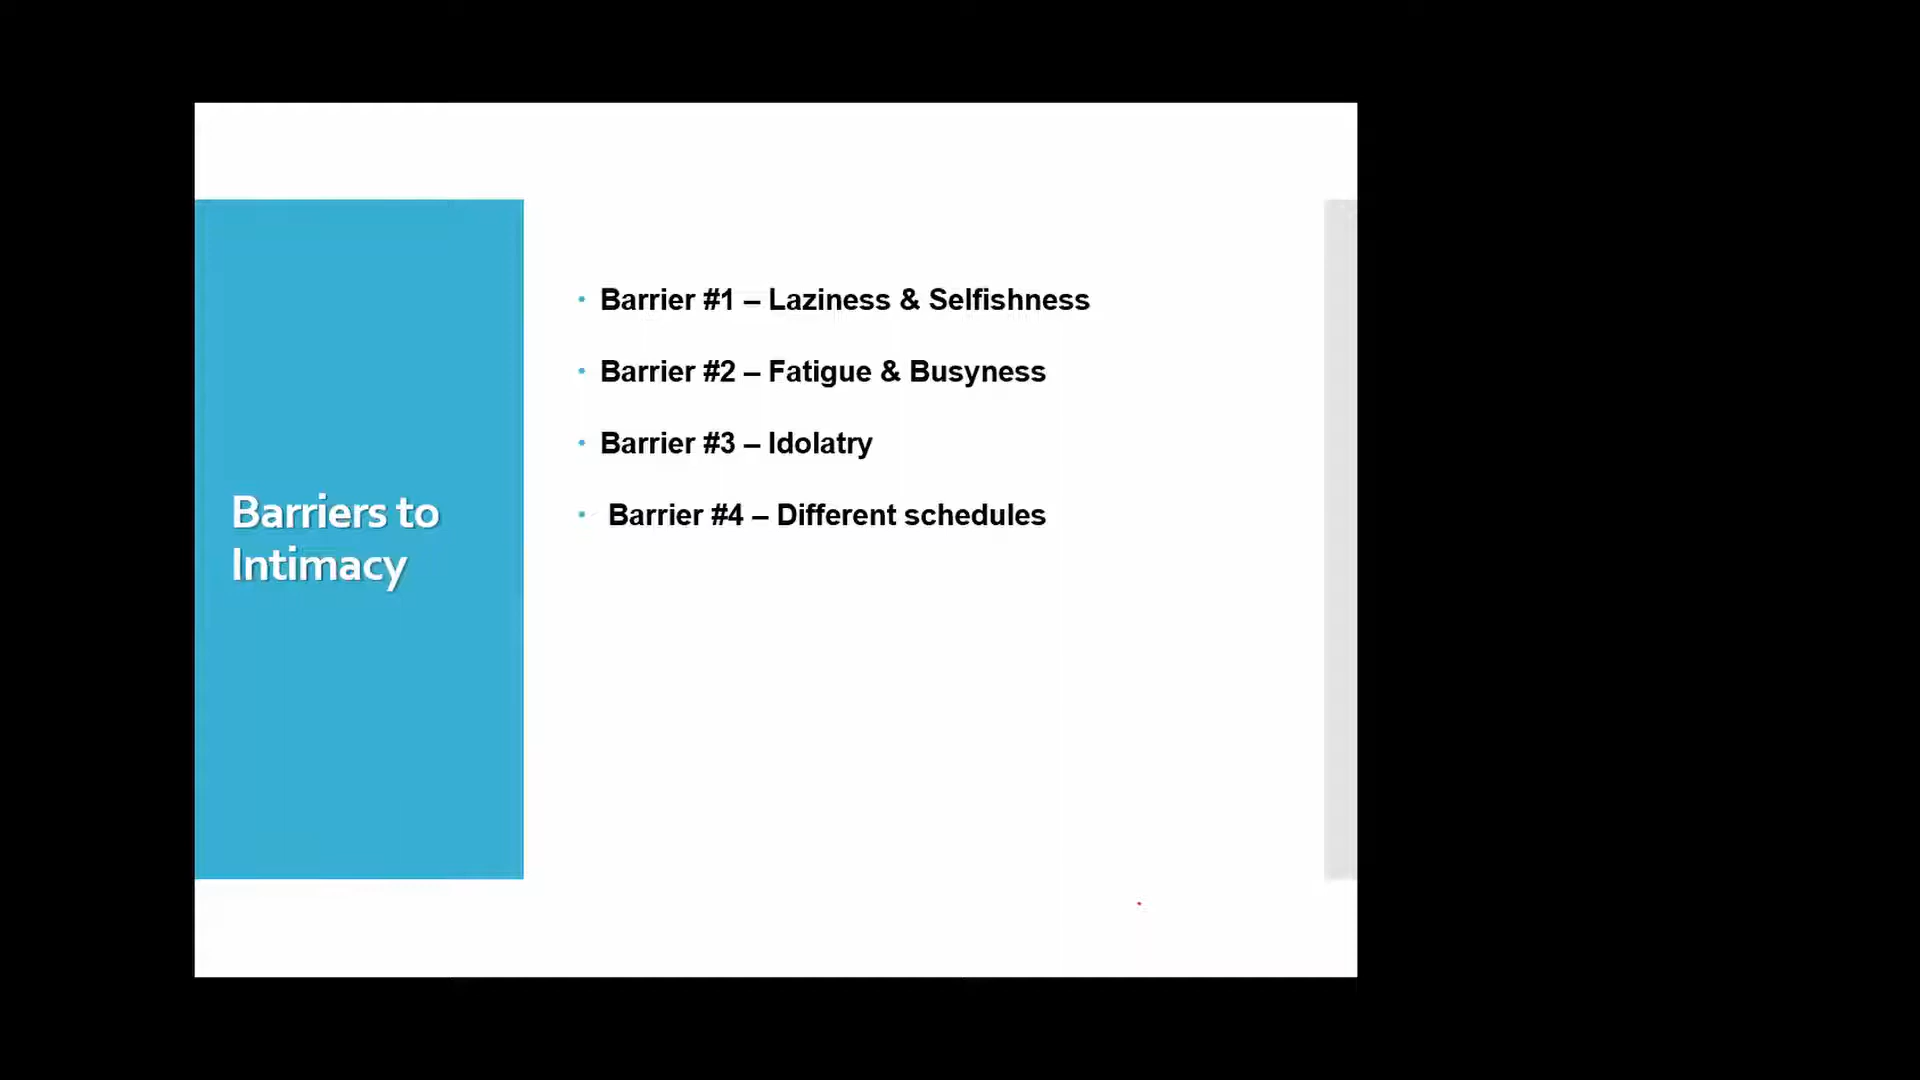 Barriers to
Intimacy
• Barrier #1 – Laziness & Selfishness
• Barrier #2 – Fatigue & Busyness
• Barrier #3 – Idolatry
• Barrier #4 – Different schedules